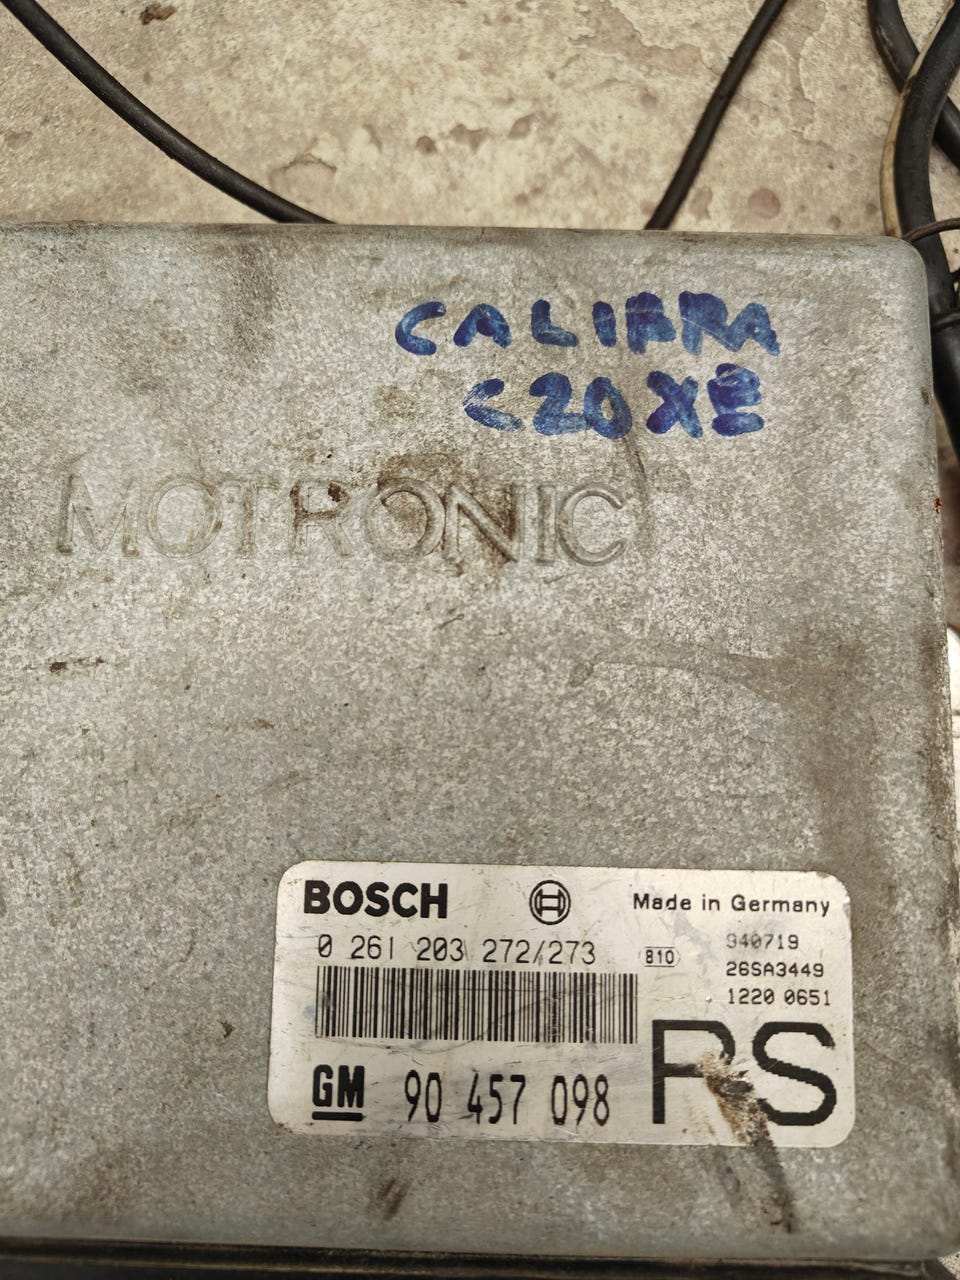 CALIBRA
C20XE
MOTRONIC
BOSCH
Made in Germany
0 261 203 272/273
810
940719
26SA3449
1220 0651
GM 90 457 098
RS